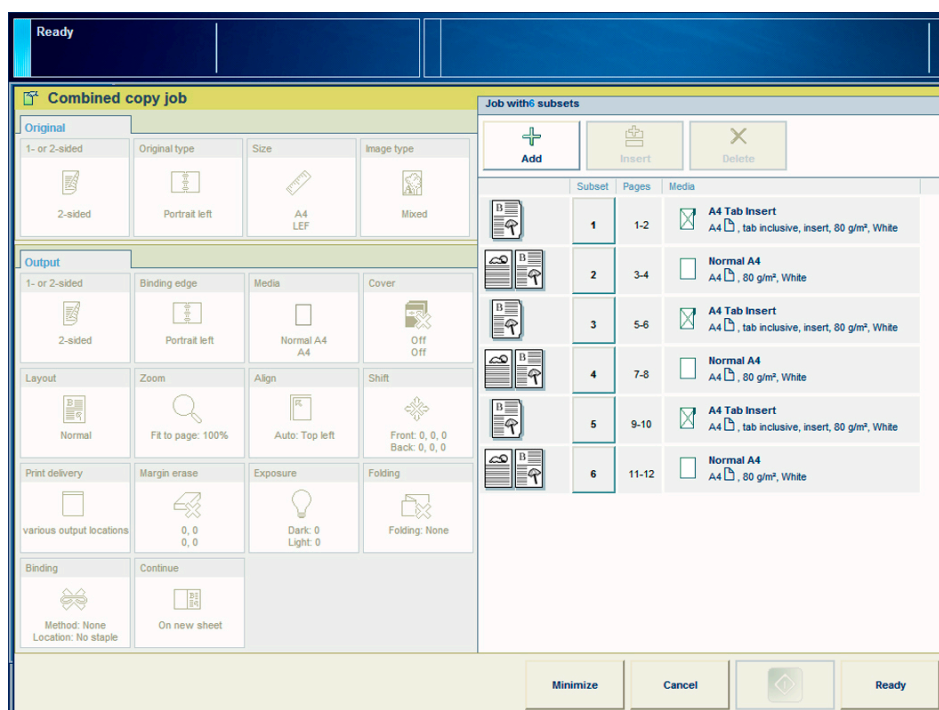 Ready
Combined copy job
Original
1- or 2-sided
2-sided
Original type
Portrait left
Size
A4
LEF
Image type
Mixed
Output
1- or 2-sided
2-sided
Binding edge
Portrait left
Media
Normal A4
A4
Cover
Off
Off
Layout
Normal
Zoom
Fit to page: 100%
Align
Auto: Top left
Shift
Front: 0, 0, 0
Back: 0, 0, 0
Print delivery
various output locations
Margin erase
0, 0
0, 0
Exposure
Dark: 0
Light: 0
Folding
Folding: None
Binding
Method: None
Location: No staple
Continue
On new sheet
Job with6 subsets
Add
Insert
Delete
Subset Pages Media
1 1-2 A4 Tab Insert
A4 , tab inclusive, insert, 80 g/m², White
2 3-4 Normal A4
A4 , 80 g/m², White
3 5-6 A4 Tab Insert
A4 , tab inclusive, insert, 80 g/m², White
4 7-8 Normal A4
A4 , 80 g/m², White
5 9-10 A4 Tab Insert
A4 , tab inclusive, insert, 80 g/m², White
6 11-12 Normal A4
A4 , 80 g/m², White
Minimize
Cancel
Ready